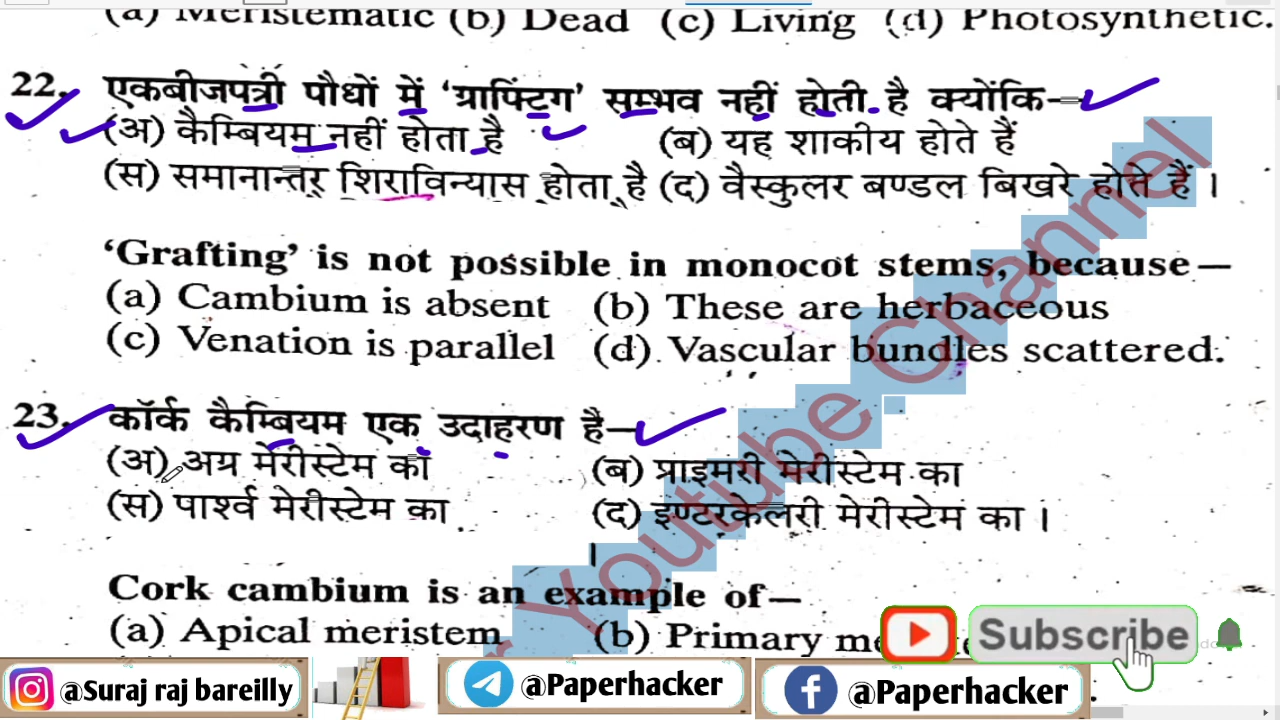 (a) Meristematic (b) Dead (c) Living (d) Photosynthetic.
22. एकबीजपत्री पौधों में ‘ग्राफ्टिंग’ सम्भव नहीं होती है क्योंकि—
(अ) कैम्बियम नहीं होता है (ब) यह शाकीय होते हैं
(स) समानान्तर शिराविन्यास होता है (द) वैस्कुलर बण्डल बिखरे होते हैं ।
‘Grafting’ is not possible in monocot stems, because—
(a) Cambium is absent (b) These are herbaceous
(c) Venation is parallel (d) Vascular bundles scattered.
23. कॉर्क कैम्बियम एक उदाहरण है—
(अ) अग्र मेरीस्टेम का (ब) प्राइमरी मेरीस्टेम का
(स) पार्श्व मेरीस्टेम का (द) इण्टरकेलरी मेरीस्टेम का ।
Cork cambium is an example of—
(a) Apical meristem (b) Primary
Youtube Channel
Subscribe
@Suraj raj bareilly
@Paperhacker
@Paperhacker